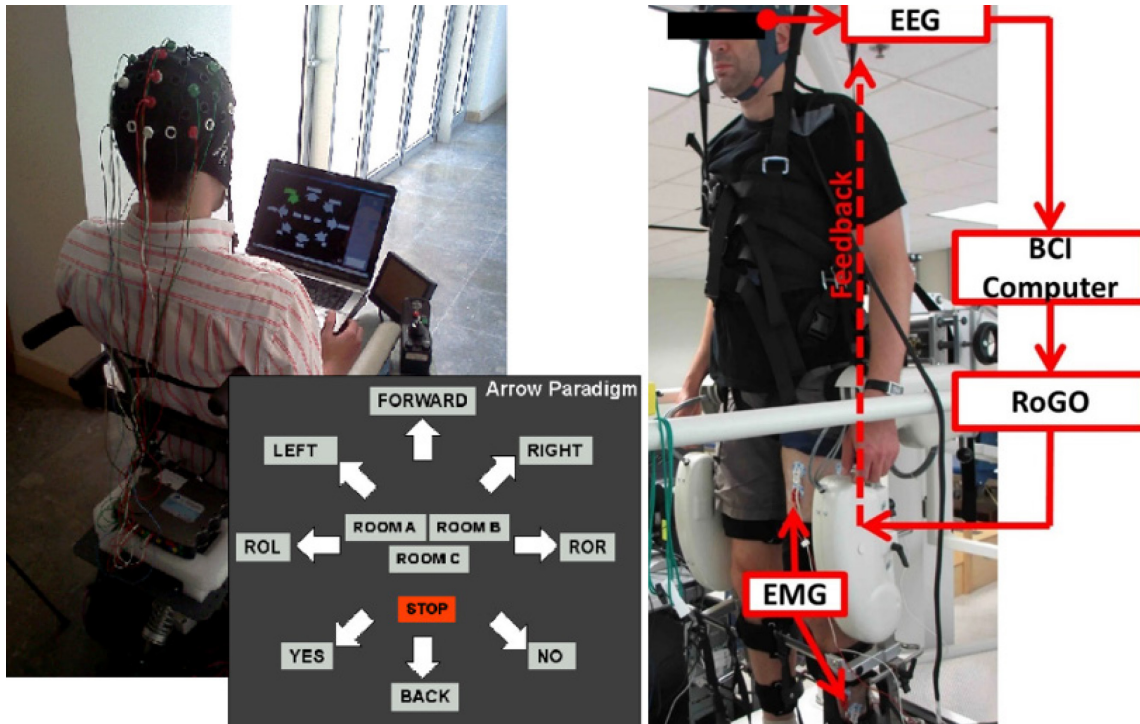 Arrow Paradigm
FORWARD
LEFT
RIGHT
ROOM A
ROOM B
ROL
ROOM C
ROR
STOP
YES
NO
BACK
EEG
Feedback
BCI
Computer
RoGO
EMG